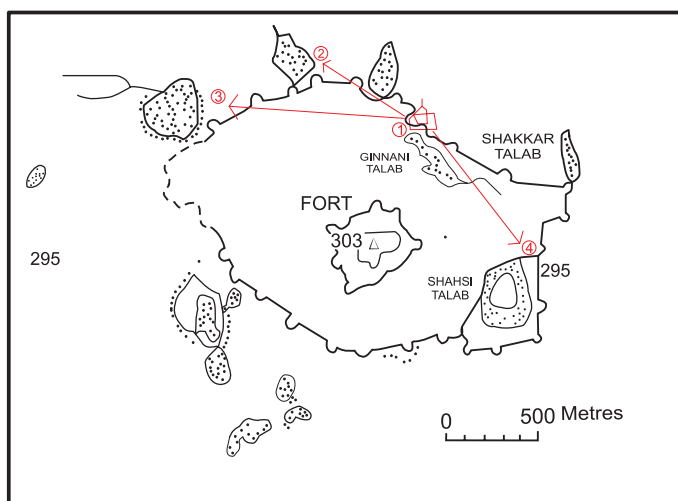 ②
③
①
SHAKKAR
TALAB
GINNANI
TALAB
FORT
303
④
295
295
SHAHSI
TALAB
0 500 Metres